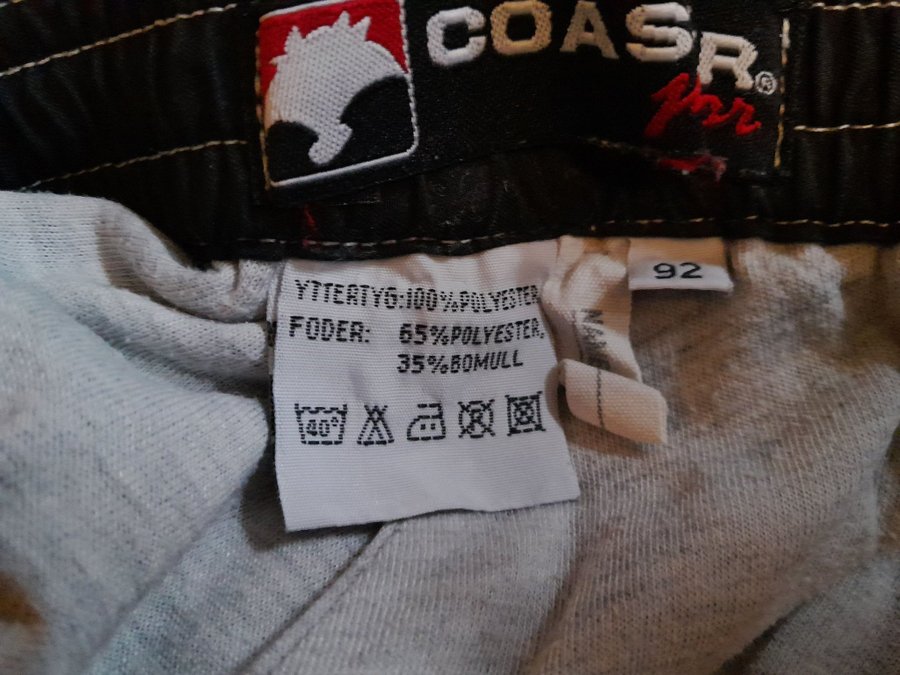 COASR®
jnr
YTTERTYG:100%POLYESTER
FODER: 65%POLYESTER,
35%BOMULL
40°
92